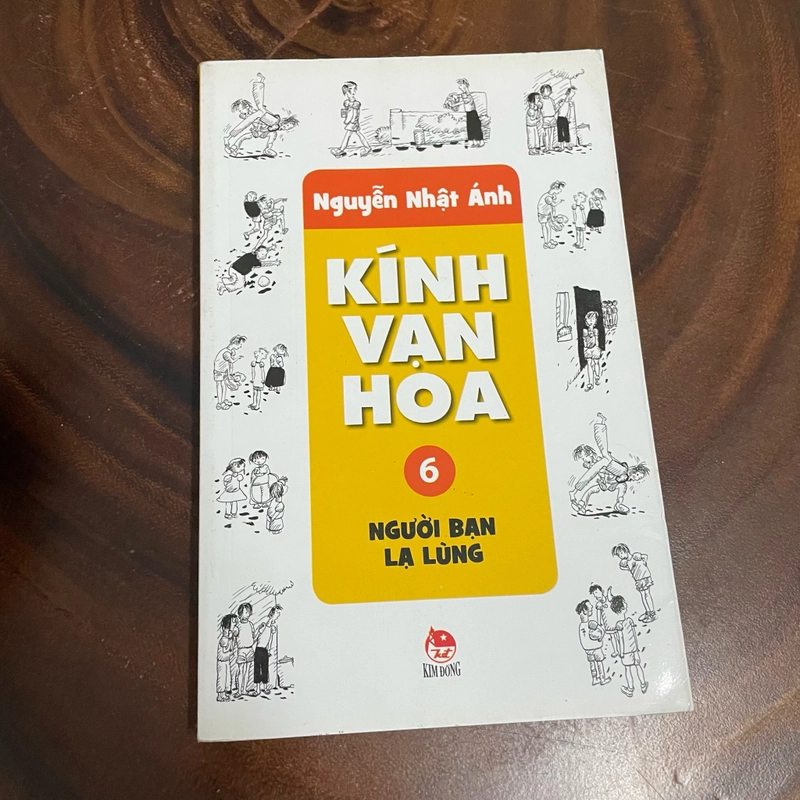 Nguyễn Nhật Ánh
KÍNH
VẠN
HOA
6
NGƯỜI BẠN
LẠ LÙNG
KIM ĐỒNG